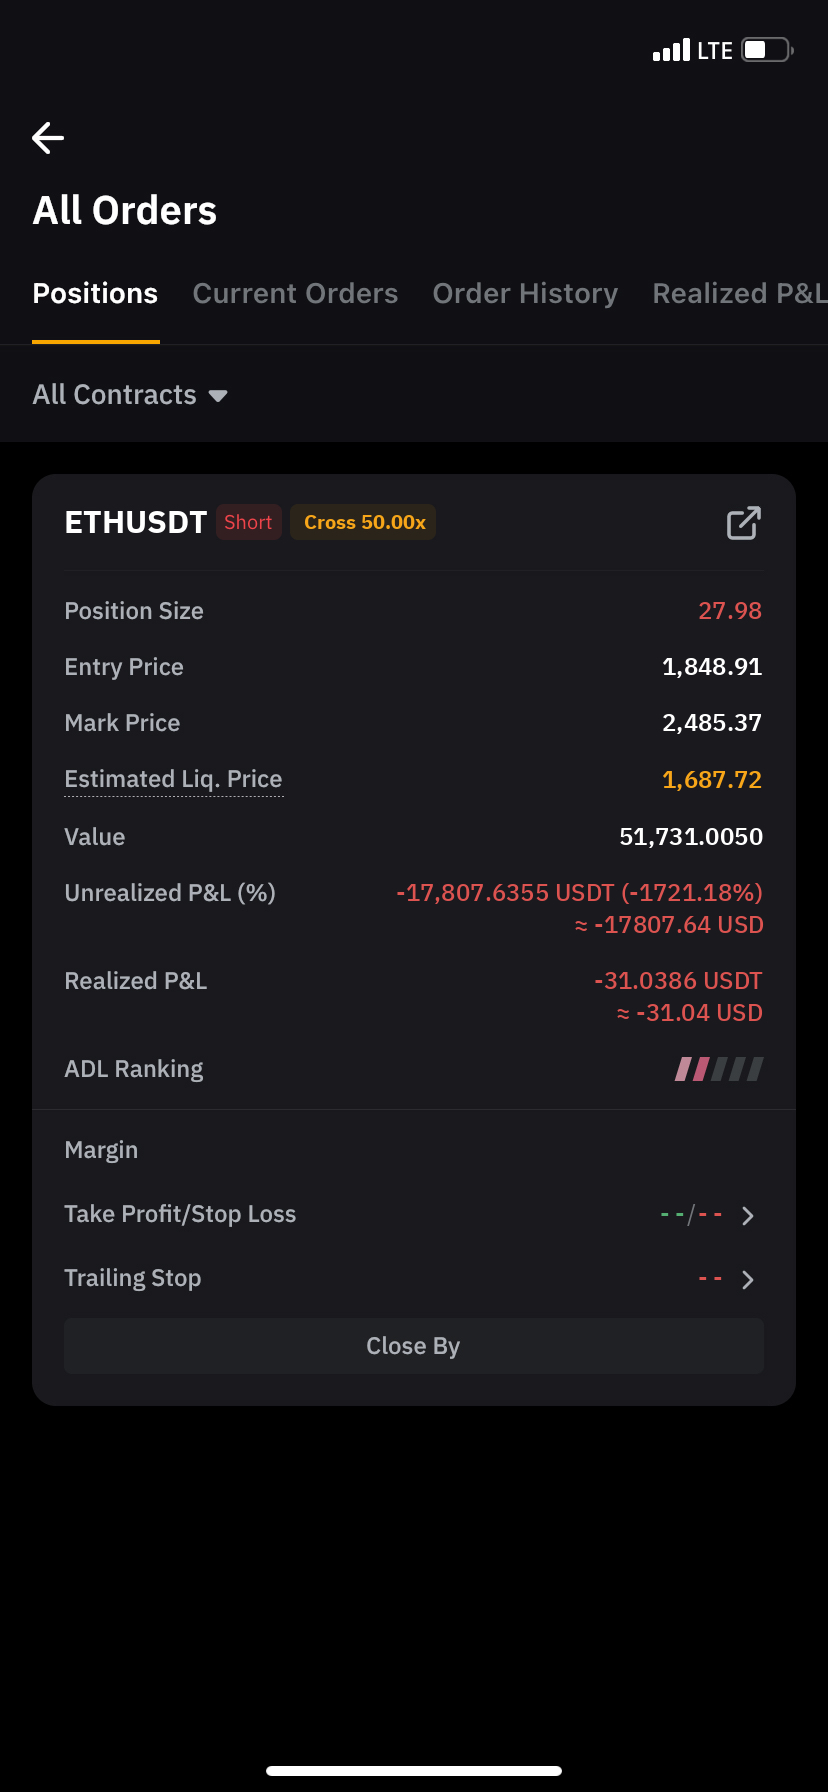 LTE
All Orders
Positions Current Orders Order History Realized P&L
All Contracts
ETHUSDT Short Cross 50.00x
Position Size 27.98
Entry Price 1,848.91
Mark Price 2,485.37
Estimated Liq. Price 1,687.72
Value 51,731.0050
Unrealized P&L (%) -17,807.6355 USDT (-1721.18%)
≈ -17807.64 USD
Realized P&L -31.0386 USDT
≈ -31.04 USD
ADL Ranking
Margin
Take Profit/Stop Loss --/--
Trailing Stop --
Close By